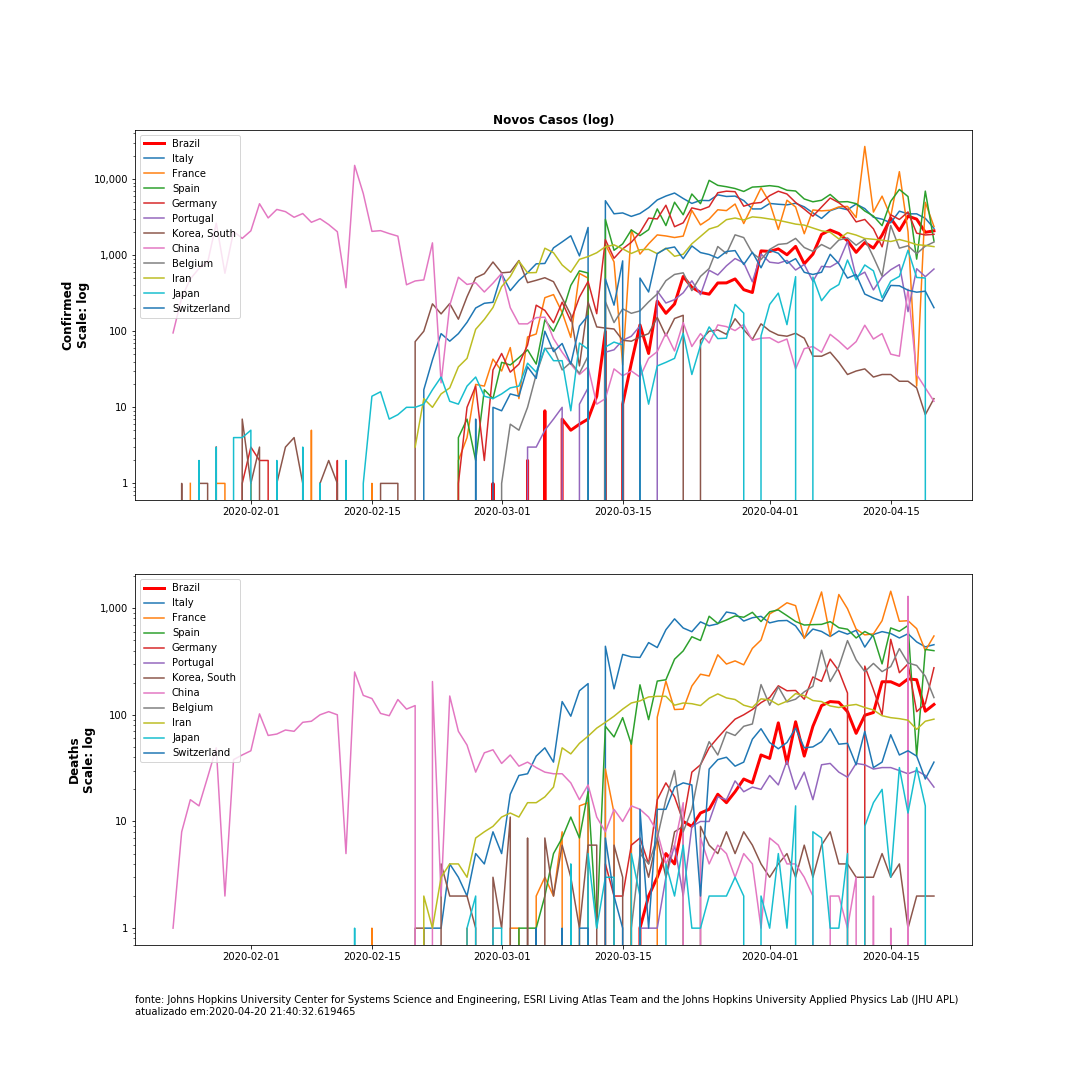 Novos Casos (log)
Confirmed
Scale: log
10,000
1,000
100
10
1
Brazil
Italy
France
Spain
Germany
Portugal
Korea, South
China
Belgium
Iran
Japan
Switzerland
2020-02-01
2020-02-15
2020-03-01
2020-03-15
2020-04-01
2020-04-15
Deaths
Scale: log
1,000
100
10
1
Brazil
Italy
France
Spain
Germany
Portugal
Korea, South
China
Belgium
Iran
Japan
Switzerland
2020-02-01
2020-02-15
2020-03-01
2020-03-15
2020-04-01
2020-04-15
fonte: Johns Hopkins University Center for Systems Science and Engineering, ESRI Living Atlas Team and the Johns Hopkins University Applied Physics Lab (JHU APL)
atualizado em:2020-04-20 21:40:32.619465